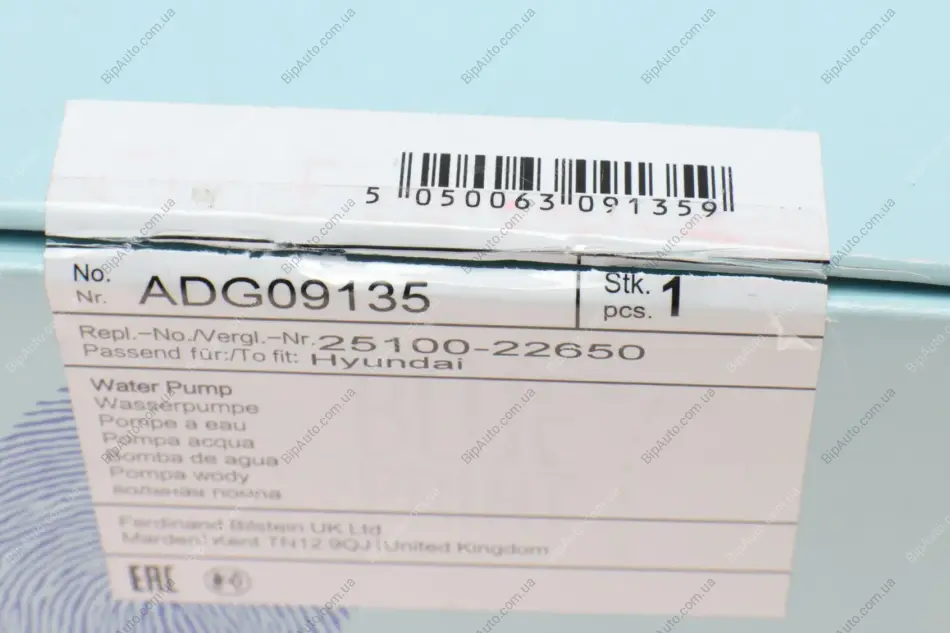 5 050063 091359
No. ADG09135 Stk. 1
Nr. pcs.
Repl.-No./Vergl.-Nr. 25100-22650
Passend für:/To fit: Hyundai
Water Pump
Wasserpumpe
Pompe a eau
Pompa acqua
Bomba de agua
Pompa wody
водяная помпа
Ferdinand Bilstein UK Ltd
Marden, Kent TN12 9QJ, United Kingdom
EAC
BipAuto.com.ua